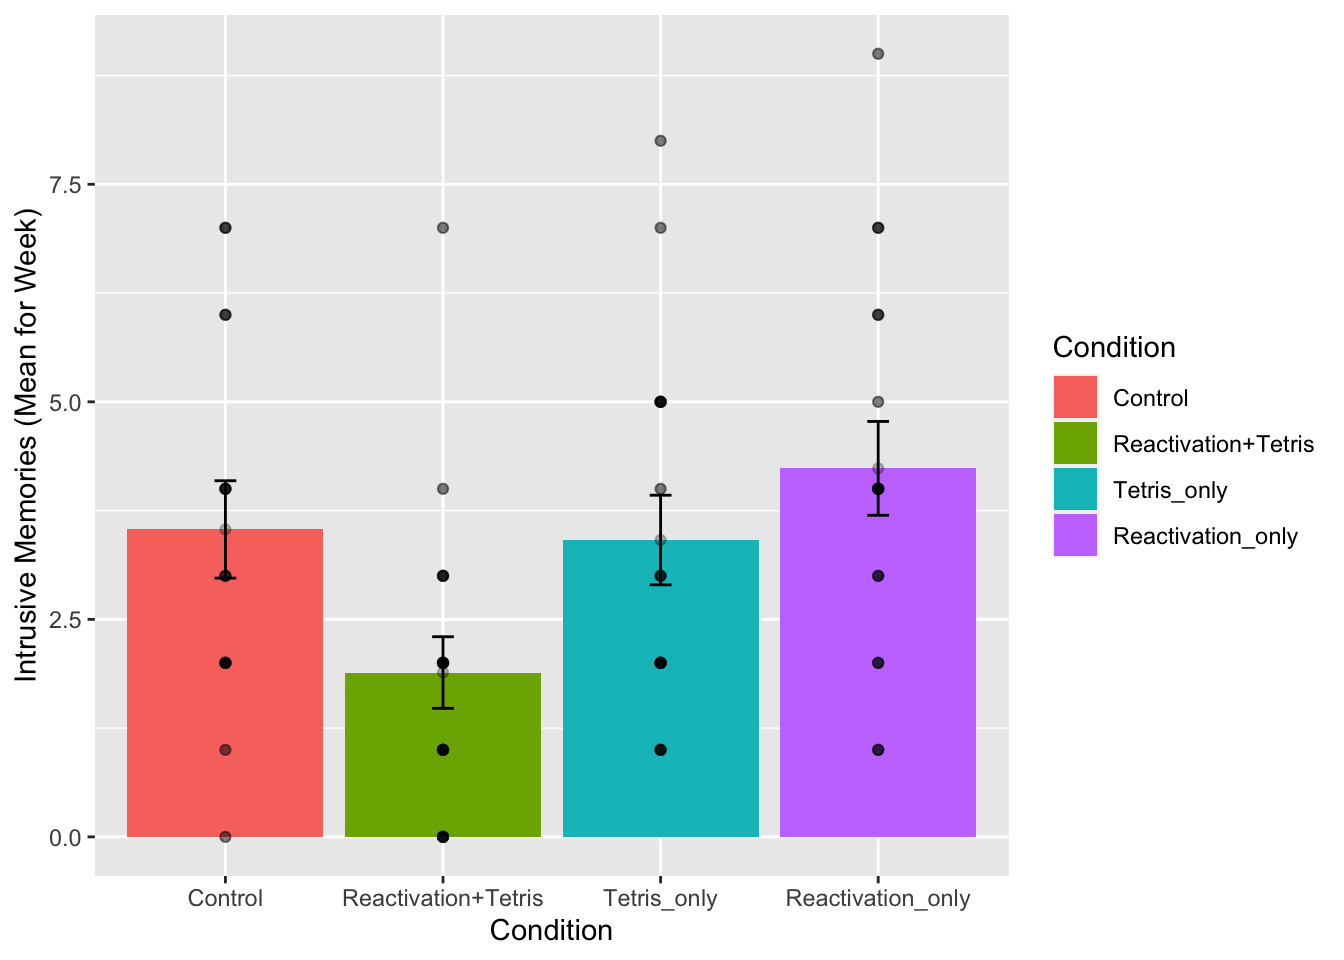 Intrusive Memories (Mean for Week)
7.5
5.0
2.5
0.0
Control
Reactivation+Tetris
Tetris_only
Reactivation_only
Condition
Condition
Control
Reactivation+Tetris
Tetris_only
Reactivation_only